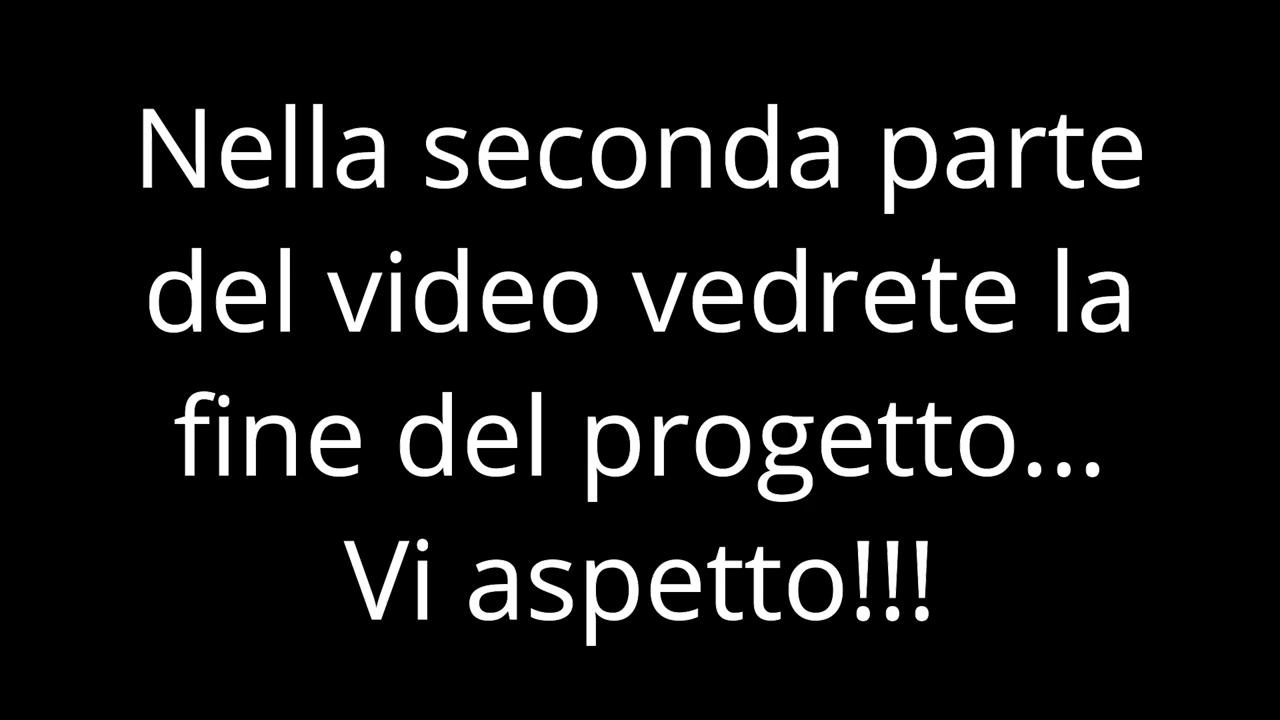 Nella seconda parte
del video vedrete la
fine del progetto...
Vi aspetto!!!